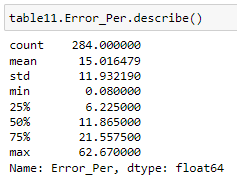 table11.Error_Per.describe()
count 284.000000
mean 15.016479
std 11.932190
min 0.080000
25% 6.225000
50% 11.865000
75% 21.557500
max 62.670000
Name: Error_Per, dtype: float64